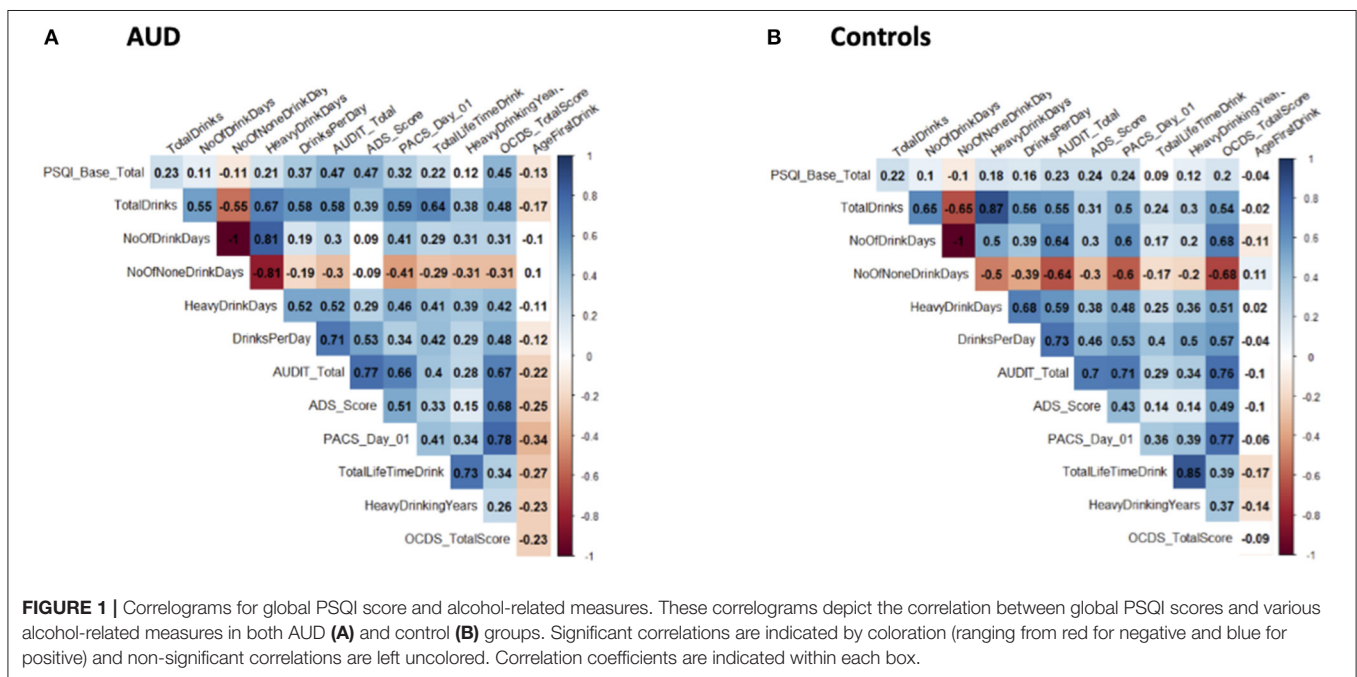 A AUD
TotalDrinks
NoOfDrinkDays
NoOfNoneDrinkDay
HeavyDrinkDays
DrinksPerDay
AUDIT_Total
ADS_Score
PACS_Day_01
TotalLifeTimeDrink
HeavyDrinkingYear
OCDS_TotalScore
AgeFirstDrink
PSQI_Base_Total 0.23 0.11 -0.11 0.21 0.37 0.47 0.47 0.32 0.22 0.12 0.45 -0.13
TotalDrinks 0.55 -0.55 0.67 0.58 0.58 0.39 0.59 0.64 0.38 0.48 -0.17
NoOfDrinkDays -1 0.81 0.19 0.3 0.09 0.41 0.29 0.31 0.31 -0.1
NoOfNoneDrinkDays -0.81 -0.19 -0.3 -0.09 -0.41 -0.29 -0.31 -0.31 0.1
HeavyDrinkDays 0.52 0.52 0.29 0.46 0.41 0.39 0.42 -0.11
DrinksPerDay 0.71 0.53 0.34 0.42 0.29 0.48 -0.12
AUDIT_Total 0.77 0.66 0.4 0.28 0.67 -0.22
ADS_Score 0.51 0.33 0.15 0.68 -0.25
PACS_Day_01 0.41 0.34 0.78 -0.34
TotalLifeTimeDrink 0.73 0.34 -0.27
HeavyDrinkingYears 0.26 -0.23
OCDS_TotalScore -0.23
1
0.8
0.6
0.4
0.2
0
-0.2
-0.4
-0.6
-0.8
-1
B Controls
TotalDrinks
NoOfDrinkDays
NoOfNoneDrinkDay
HeavyDrinkDays
DrinksPerDay
AUDIT_Total
ADS_Score
PACS_Day_01
TotalLifeTimeDrink
HeavyDrinkingYear
OCDS_TotalScore
AgeFirstDrink
PSQI_Base_Total 0.22 0.1 -0.1 0.18 0.16 0.23 0.24 0.24 0.09 0.12 0.2 -0.04
TotalDrinks 0.65 -0.65 0.87 0.56 0.55 0.31 0.5 0.24 0.3 0.54 -0.02
NoOfDrinkDays -1 0.5 0.39 0.64 0.3 0.6 0.17 0.2 0.68 -0.11
NoOfNoneDrinkDays -0.5 -0.39 -0.64 -0.3 -0.6 -0.17 -0.2 -0.68 0.11
HeavyDrinkDays 0.68 0.59 0.38 0.48 0.25 0.36 0.51 0.02
DrinksPerDay 0.73 0.46 0.53 0.4 0.5 0.57 -0.04
AUDIT_Total 0.7 0.71 0.29 0.34 0.76 -0.1
ADS_Score 0.43 0.14 0.14 0.49 -0.1
PACS_Day_01 0.36 0.39 0.77 -0.06
TotalLifeTimeDrink 0.85 0.39 -0.17
HeavyDrinkingYears 0.37 -0.14
OCDS_TotalScore -0.09
1
0.8
0.6
0.4
0.2
0
-0.2
-0.4
-0.6
-0.8
-1
FIGURE 1 | Correlograms for global PSQI score and alcohol-related measures. These correlograms depict the correlation between global PSQI scores and various
alcohol-related measures in both AUD (A) and control (B) groups. Significant correlations are indicated by coloration (ranging from red for negative and blue for
positive) and non-significant correlations are left uncolored. Correlation coefficients are indicated within each box.